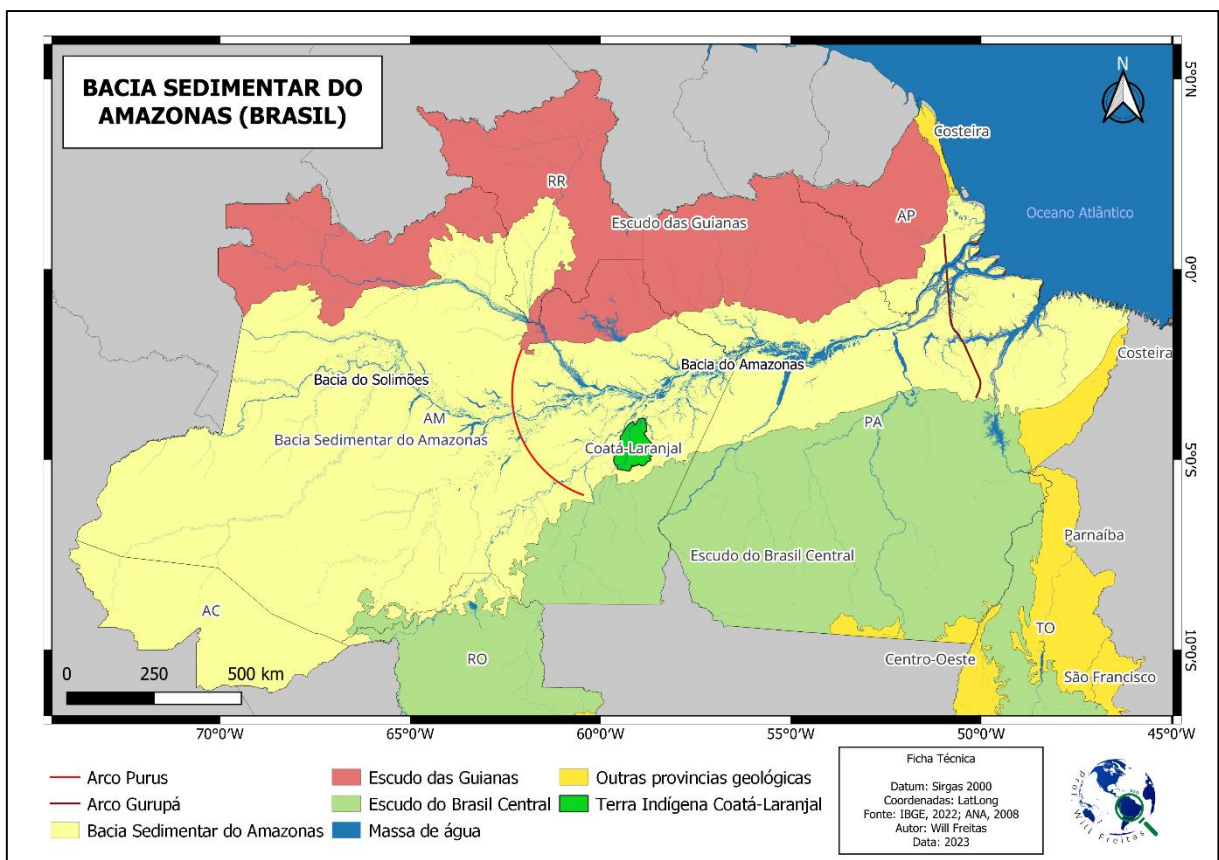 BACIA SEDIMENTAR DO
AMAZONAS (BRASIL)
N
5°0'N
Costeira
RR
AP
Escudo das Guianas
Oceano Atlântico
0°0'
Costeira
Bacia do Amazonas
Bacia do Solimões
AM
Bacia Sedimentar do Amazonas
PA
Coatá-Laranjal
5°0'S
Parnaíba
Escudo do Brasil Central
AC
TO
RO
Centro-Oeste
10°0'S
São Francisco
0 250 500 km
70°0'W 65°0'W 60°0'W 55°0'W 50°0'W 45°0'W
Arco Purus
Arco Gurupá
Bacia Sedimentar do Amazonas
Escudo das Guianas
Escudo do Brasil Central
Massa de água
Outras provincias geológicas
Terra Indígena Coatá-Laranjal
Ficha Técnica
Datum: Sirgas 2000
Coordenadas: LatLong
Fonte: IBGE, 2022; ANA, 2008
Autor: Will Freitas
Data: 2023
prof. Will Freitas